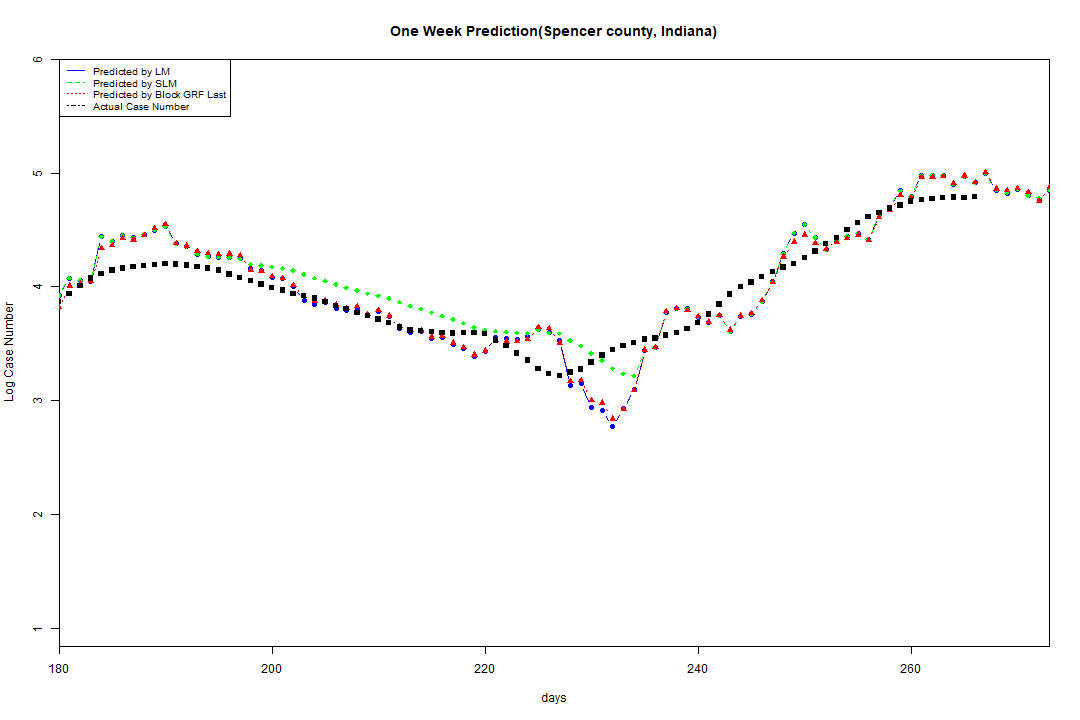 One Week Prediction(Spencer county, Indiana)
Predicted by LM
Predicted by SLM
Predicted by Block GRF Last
Actual Case Number
6
5
4
3
2
1
Log Case Number
180 200 220 240 260
days